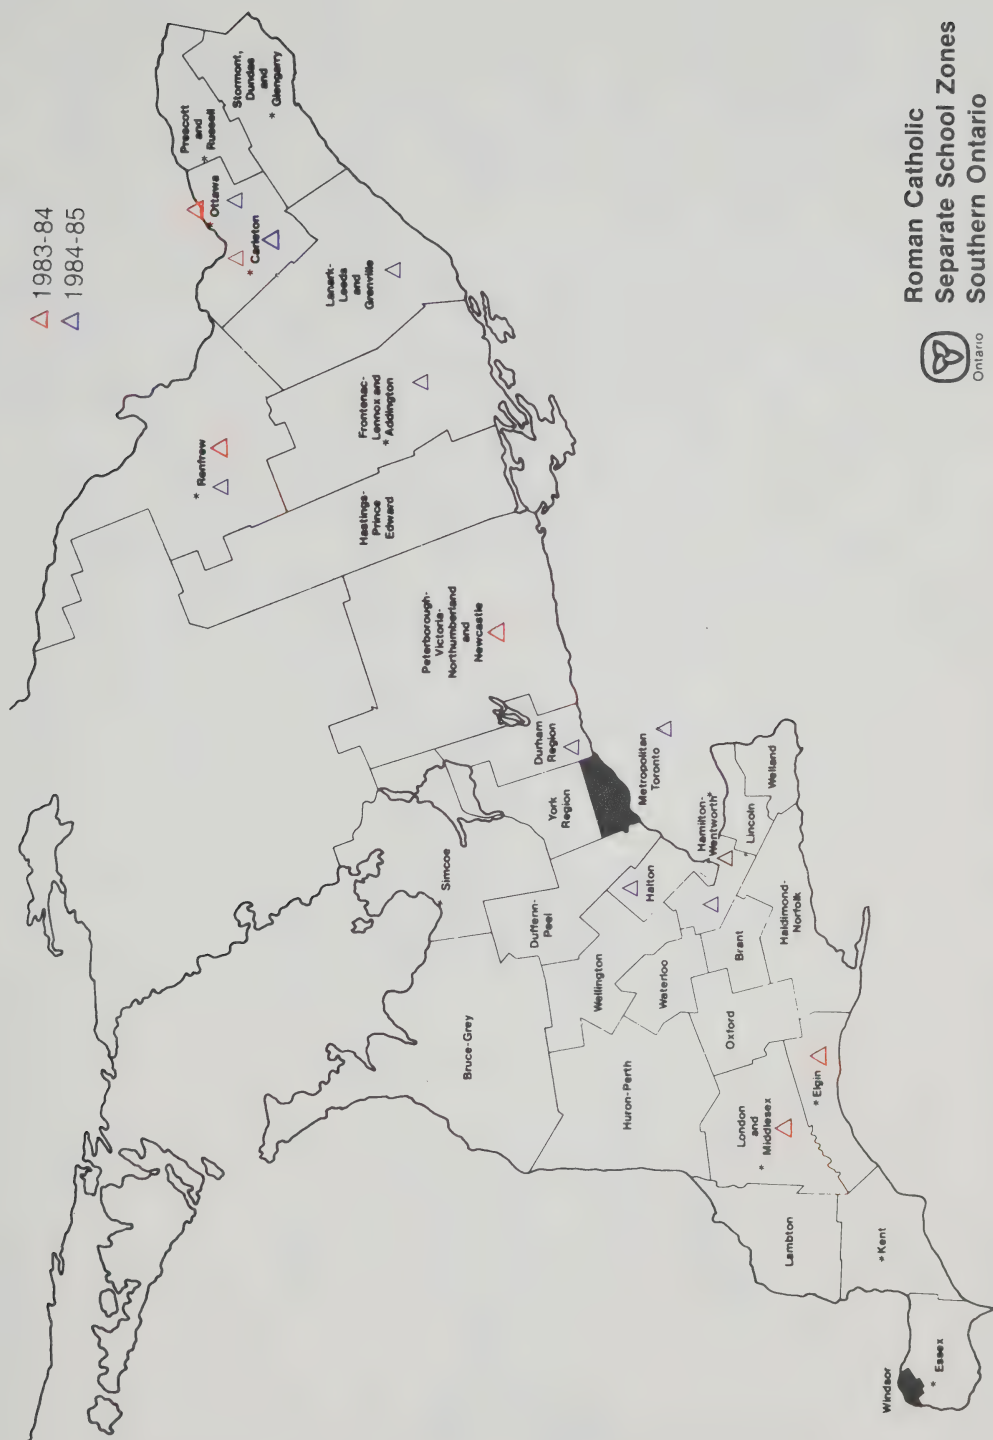 △ 1983-84
△ 1984-85
Prescott
and
* Russell
Stormont,
Dundas
and
* Glengarry
* Ottawa
* Carleton
Lanark-
Leeds
and
Grenville
* Renfrew
Frontenac-
Lennox and
* Addington
Hastings-
Prince
Edward
Peterborough-
Victoria-
Northumberland
and
Newcastle
Durham
Region
York
Region
Metropolitan
Toronto
Simcoe
Dufferin-
Peel
Halton
Hamilton-
Wentworth*
Lincoln
Welland
Wellington
Waterloo
Brant
Haldimond-
Norfolk
Bruce-Grey
Huron-Perth
Oxford
London
and
Middlesex
* Elgin
Lambton
* Kent
Windsor
* Essex
Roman Catholic
Separate School Zones
Southern Ontario
Ontario